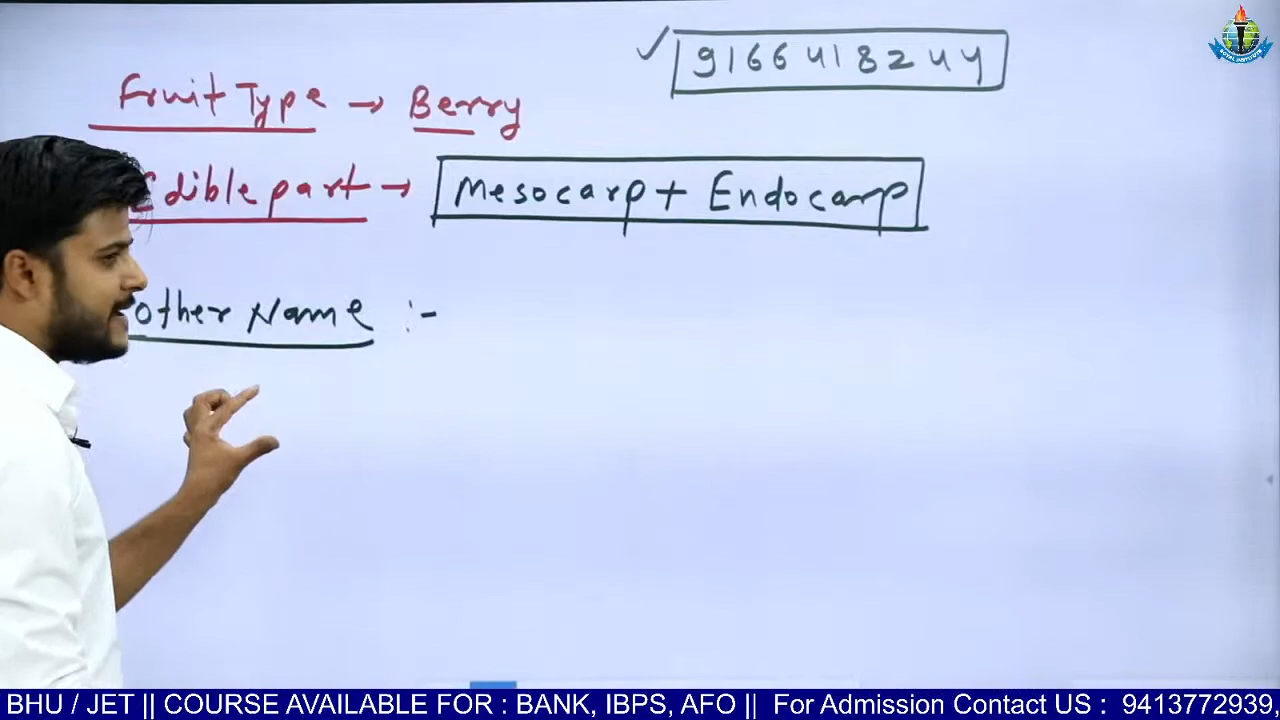 9166418244
Fruit Type → Berry
Edible part → Mesocarp + Endocarp
other Name :-
BHU / JET || COURSE AVAILABLE FOR : BANK, IBPS, AFO || For Admission Contact US : 9413772939,